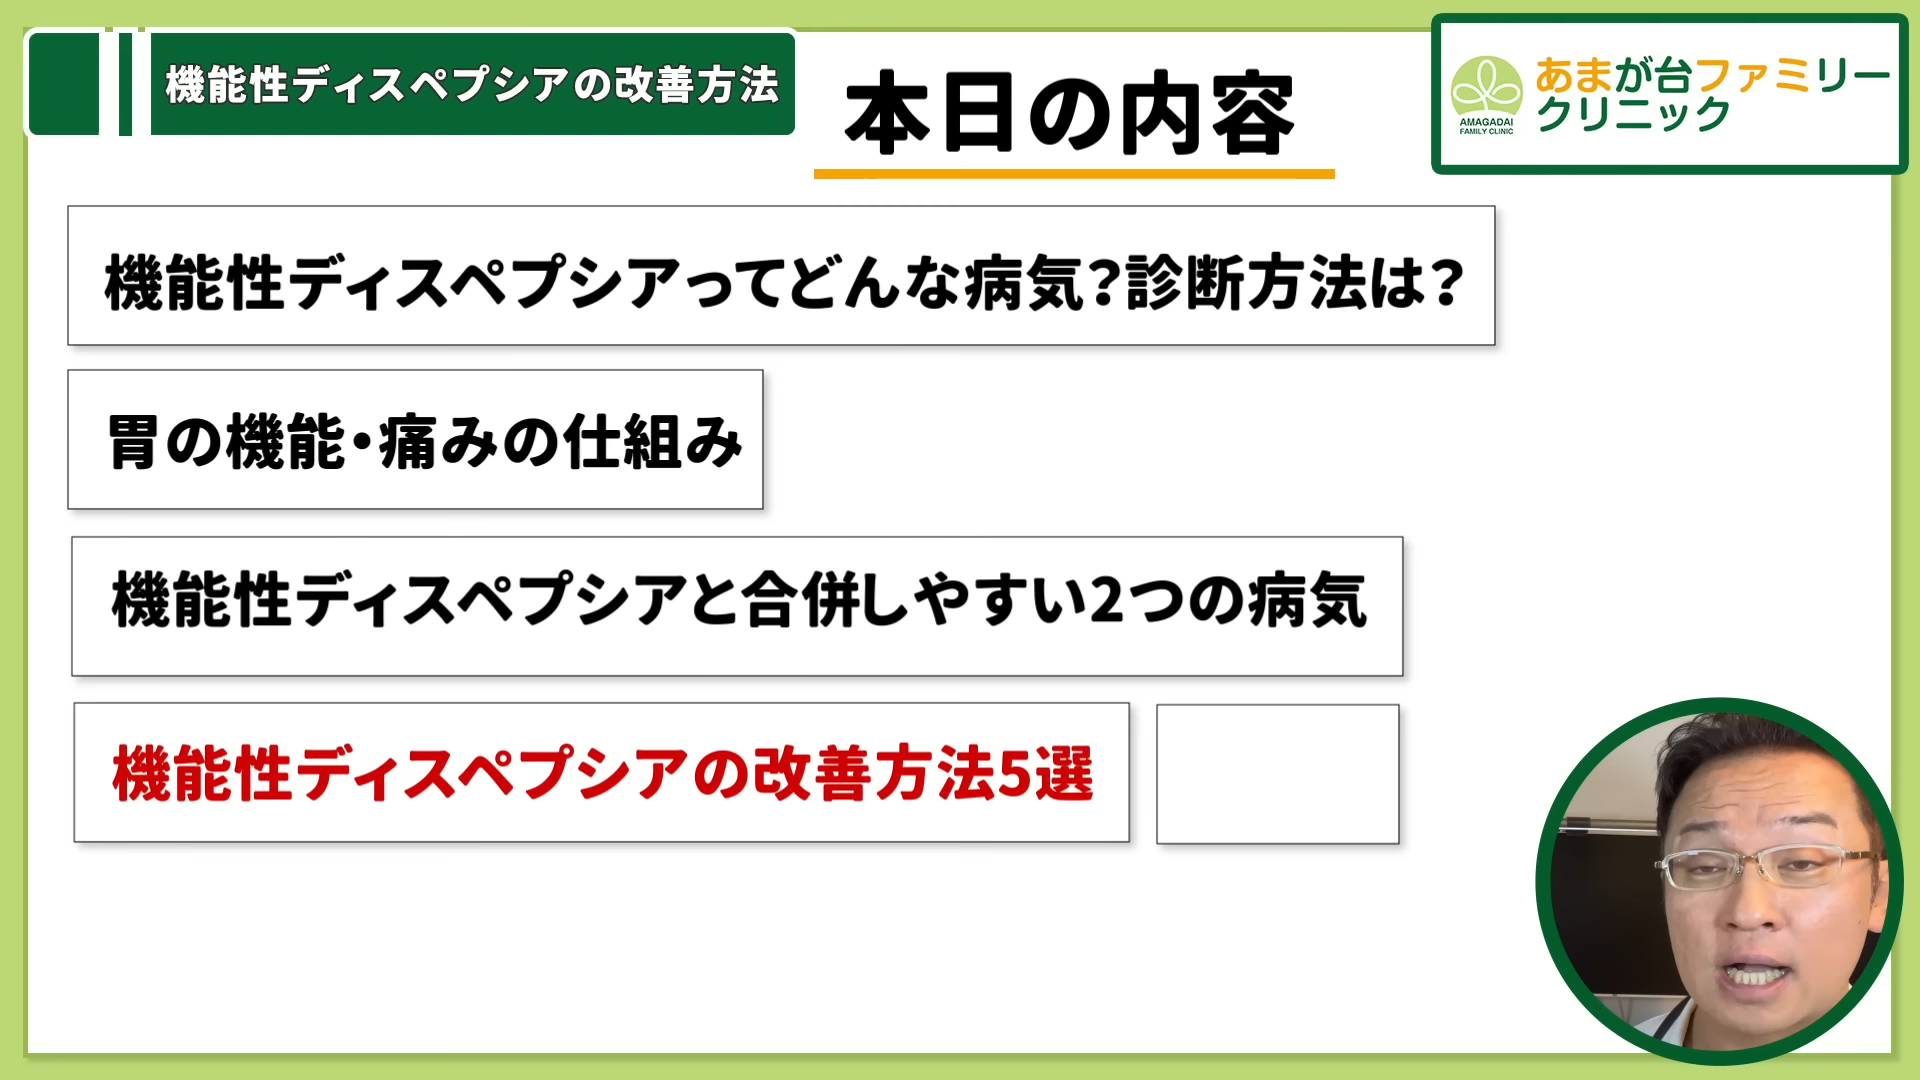 機能性ディスペプシアの改善方法
本日の内容
あまが台ファミリー
クリニック
AMAGADAI
FAMILY CLINIC
機能性ディスペプシアってどんな病気?診断方法は?
胃の機能・痛みの仕組み
機能性ディスペプシアと合併しやすい2つの病気
機能性ディスペプシアの改善方法5選